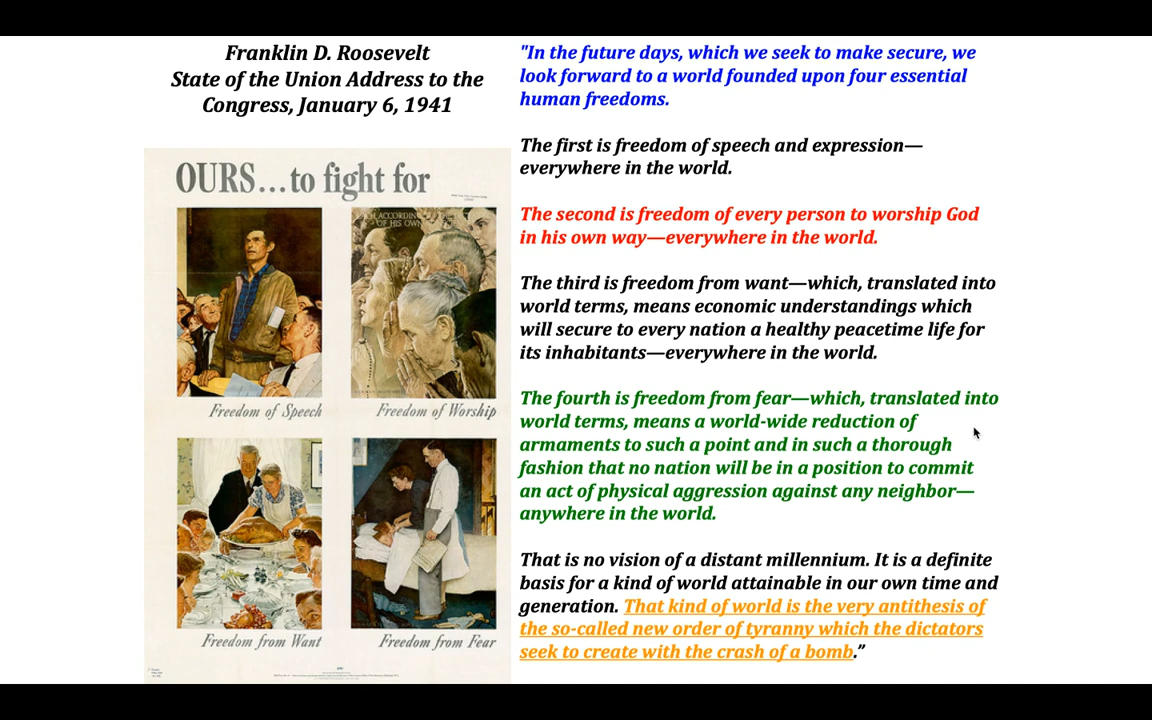 Franklin D. Roosevelt
State of the Union Address to the
Congress, January 6, 1941
OURS...to fight for
EACH ACCORDING
OF HIS OWN
Freedom of Speech
Freedom of Worship
Freedom from Want
Freedom from Fear
"In the future days, which we seek to make secure, we
look forward to a world founded upon four essential
human freedoms.
The first is freedom of speech and expression—
everywhere in the world.
The second is freedom of every person to worship God
in his own way—everywhere in the world.
The third is freedom from want—which, translated into
world terms, means economic understandings which
will secure to every nation a healthy peacetime life for
its inhabitants—everywhere in the world.
The fourth is freedom from fear—which, translated into
world terms, means a world-wide reduction of
armaments to such a point and in such a thorough
fashion that no nation will be in a position to commit
an act of physical aggression against any neighbor—
anywhere in the world.
That is no vision of a distant millennium. It is a definite
basis for a kind of world attainable in our own time and
generation. That kind of world is the very antithesis of
the so-called new order of tyranny which the dictators
seek to create with the crash of a bomb.”